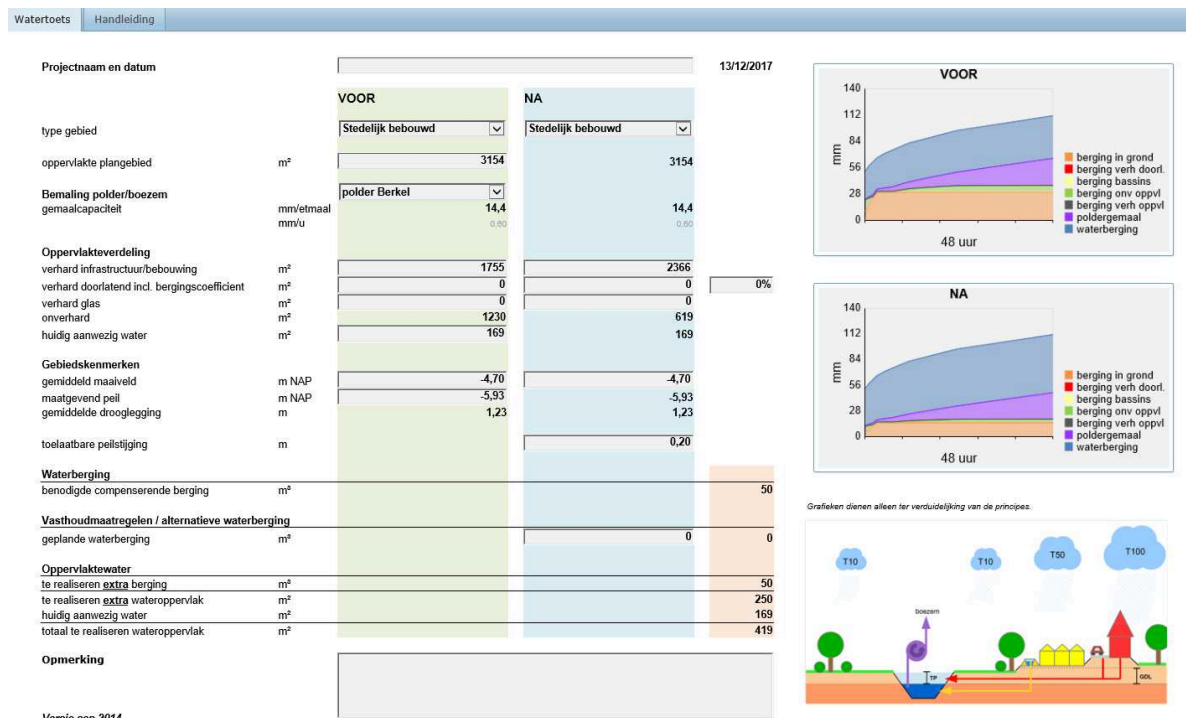 Watertoets Handleiding
Projectnaam en datum 13/12/2017
VOOR NA
type gebied Stedelijk bebouwd Stedelijk bebouwd
oppervlakte plangebied m² 3154 3154
Bemaling polder/boezem polder Berkel
gemaalcapaciteit mm/etmaal 14,4 14,4
mm/u 0,60 0,60
Oppervlakteverdeling
verhard infrastructuur/bebouwing m² 1755 2366
verhard doorlatend incl. bergingscoefficient m² 0 0 0%
verhard glas m² 0 0
onverhard m² 1230 619
huidig aanwezig water m² 169 169
Gebiedskenmerken
gemiddeld maaiveld m NAP -4,70 -4,70
maatgevend peil m NAP -5,93 -5,93
gemiddelde drooglegging m 1,23 1,23
toelaatbare peilstijging m 0,20
Waterberging
benodigde compenserende berging m³ 50
Vasthoudmaatregelen / alternatieve waterberging
geplande waterberging m³ 0 0
Oppervlaktewater
te realiseren extra berging m³ 50
te realiseren extra wateroppervlak m² 250
huidig aanwezig water m² 169
totaal te realiseren wateroppervlak m² 419
Opmerking
Versie sep 2014
VOOR
140
112
84
56
28
0
mm
48 uur
berging in grond
berging verh doorl.
berging bassins
berging onv oppvl
berging verh oppvl
poldergemaal
waterberging
NA
140
112
84
56
28
0
mm
48 uur
berging in grond
berging verh doorl.
berging bassins
berging onv oppvl
berging verh oppvl
poldergemaal
waterberging
Grafieken dienen alleen ter verduidelijking van de principes.
T10 T10 T50 T100
boezem
TP
GDL